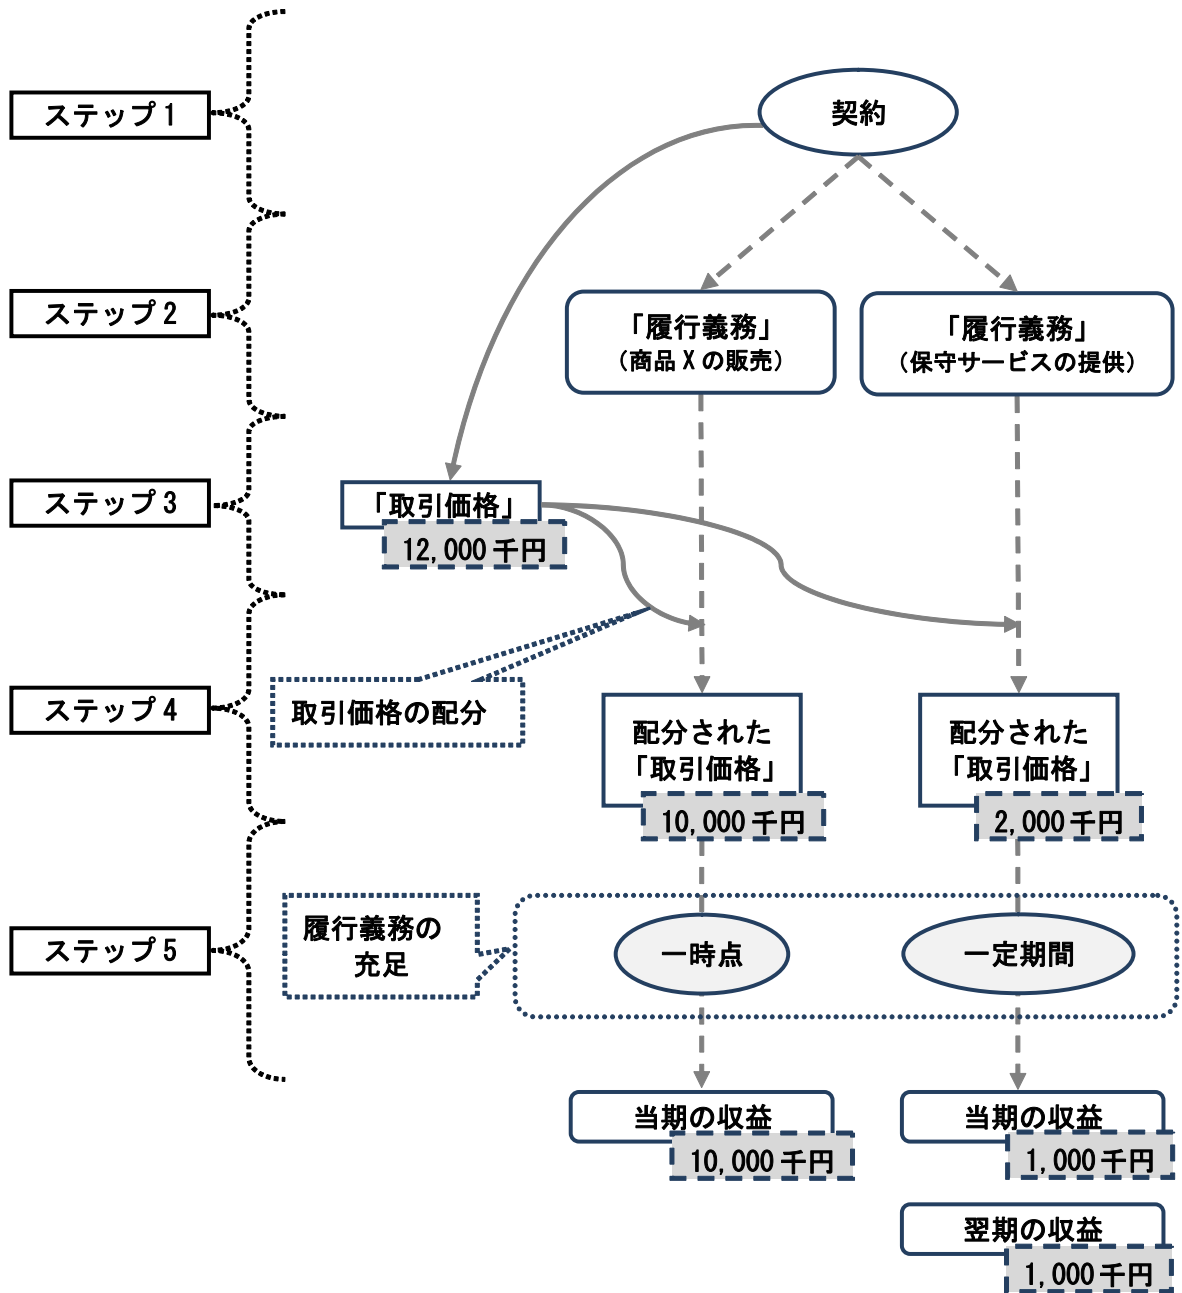 ステップ1
契約
ステップ2
「履行義務」
(商品Xの販売)
「履行義務」
(保守サービスの提供)
ステップ3
「取引価格」
12,000千円
ステップ4
取引価格の配分
配分された
「取引価格」
10,000千円
配分された
「取引価格」
2,000千円
ステップ5
履行義務の
充足
一時点
一定期間
当期の収益
10,000千円
当期の収益
1,000千円
翌期の収益
1,000千円